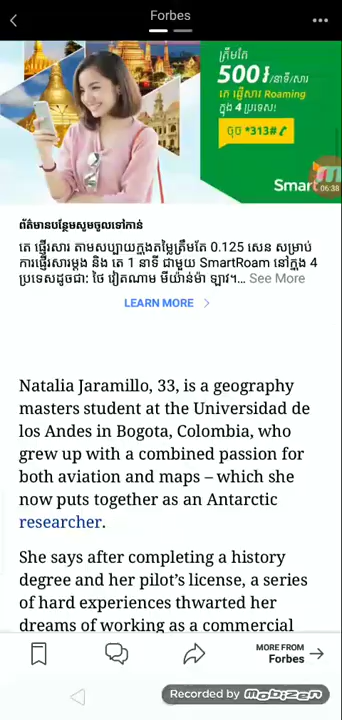 Forbes
ត្រឹមតែ
500៛/នាទី/សារ
តេ ផ្ញើសារ Roaming
ក្នុង 4 ប្រទេស!
ចុច *313#
Smart
06:38
ព័ត៌មានបន្ថែមសូមចូលទៅកាន់
តេ ផ្ញើរសារ តាមសប្បាយក្នុងតម្លៃត្រឹមតែ 0.125 សេន សម្រាប់
ការផ្ញើរសារម្តង និង តេ 1 នាទី ជាមួយ SmartRoam នៅក្នុង 4
ប្រទេសដូចជា: ថៃ វៀតណាម មីយ៉ាន់ម៉ា ឡាវ។... See More
LEARN MORE
Natalia Jaramillo, 33, is a geography
masters student at the Universidad de
los Andes in Bogota, Colombia, who
grew up with a combined passion for
both aviation and maps – which she
now puts together as an Antarctic
researcher.
She says after completing a history
degree and her pilot's license, a series
of hard experiences thwarted her
dreams of working as a commercial
MORE FROM
Forbes
Recorded by mobizen